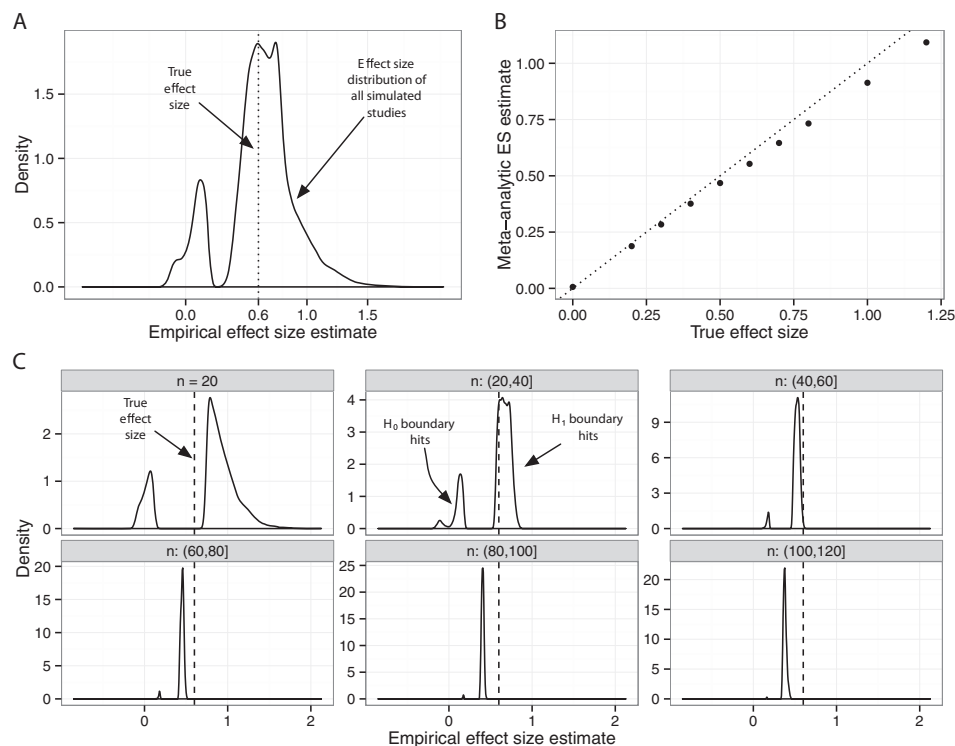 A
True
effect
size
Effect size
distribution of
all simulated
studies
Density
1.5
1.0
0.5
0.0
0.0
0.6
1.0
1.5
Empirical effect size estimate
B
Meta−analytic ES estimate
1.00
0.75
0.50
0.25
0.00
0.00
0.25
0.50
0.75
1.00
1.25
True effect size
C
Density
n = 20
True
effect
size
2
1
0
n: (20,40]
H0 boundary
hits
H1 boundary
hits
4
3
2
1
0
n: (40,60]
9
6
3
0
n: (60,80]
20
15
10
5
0
0
1
2
n: (80,100]
25
20
15
10
5
0
0
1
2
n: (100,120]
20
15
10
5
0
0
1
2
Empirical effect size estimate